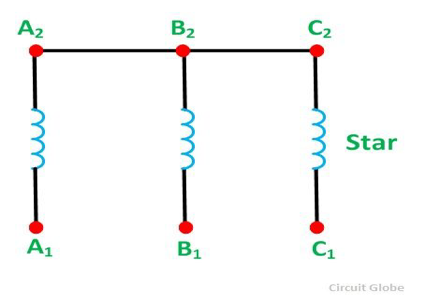 A₂ B₂ C₂
Star
A₁ B₁ C₁
Circuit Globe